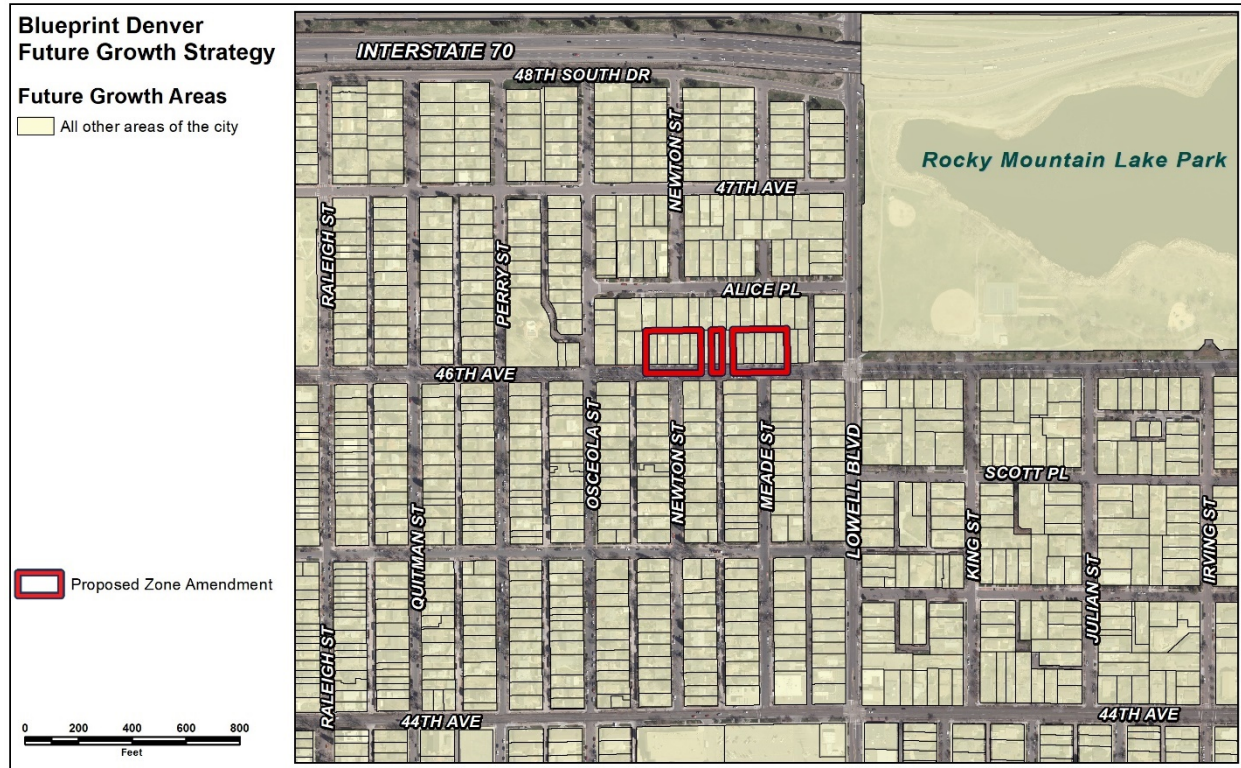 Blueprint Denver
Future Growth Strategy
Future Growth Areas
All other areas of the city
Proposed Zone Amendment
0 200 400 600 800
Feet
INTERSTATE 70
48TH SOUTH DR
NEWTON ST
47TH AVE
Rocky Mountain Lake Park
RALEIGH ST
PERRY ST
ALICE PL
46TH AVE
OSCEOLA ST
NEWTON ST
MEADE ST
LOWELL BLVD
SCOTT PL
QUITMAN ST
KING ST
JULIAN ST
IRVING ST
RALEIGH ST
44TH AVE
44TH AVE